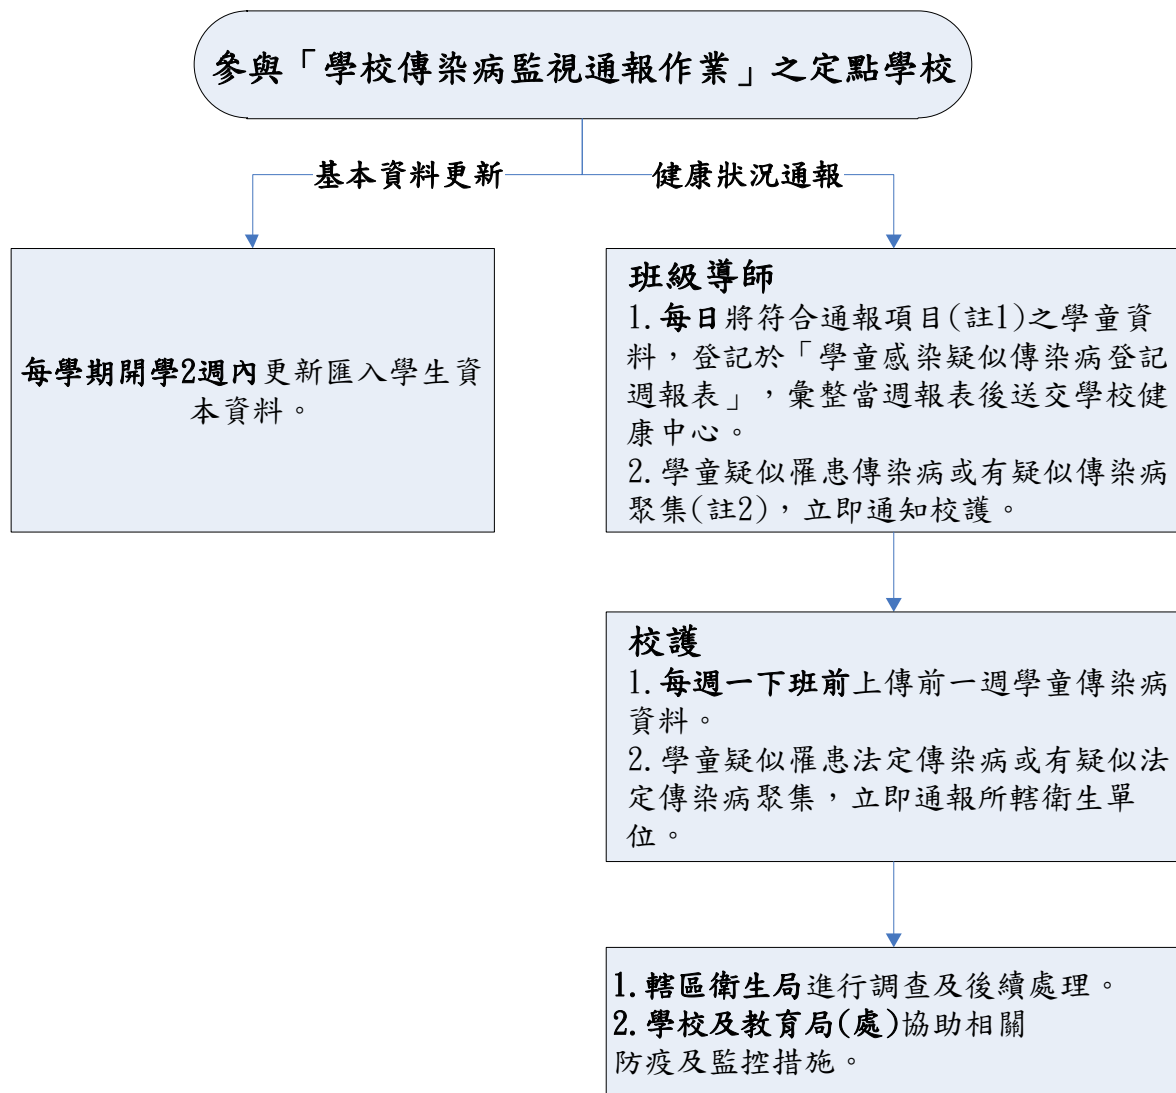 參與「學校傳染病監視通報作業」之定點學校
基本資料更新
健康狀況通報
每學期開學2週內更新匯入學生資
本資料。
班級導師
1. 每日將符合通報項目(註1)之學童資
料，登記於「學童感染疑似傳染病登記
週報表」，彙整當週報表後送交學校健
康中心。
2. 學童疑似罹患傳染病或有疑似傳染病
聚集(註2)，立即通知校護。
校護
1. 每週一下班前上傳前一週學童傳染病
資料。
2. 學童疑似罹患法定傳染病或有疑似法
定傳染病聚集，立即通報所轄衛生單
位。
1. 轄區衛生局進行調查及後續處理。
2. 學校及教育局(處)協助相關
防疫及監控措施。